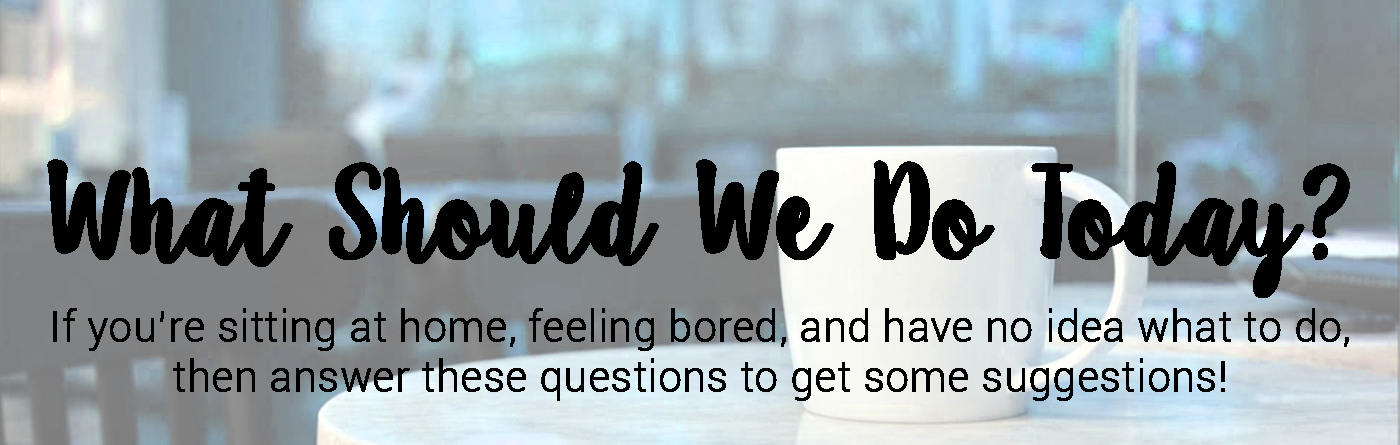 What Should We Do Today?
If you're sitting at home, feeling bored, and have no idea what to do,
then answer these questions to get some suggestions!